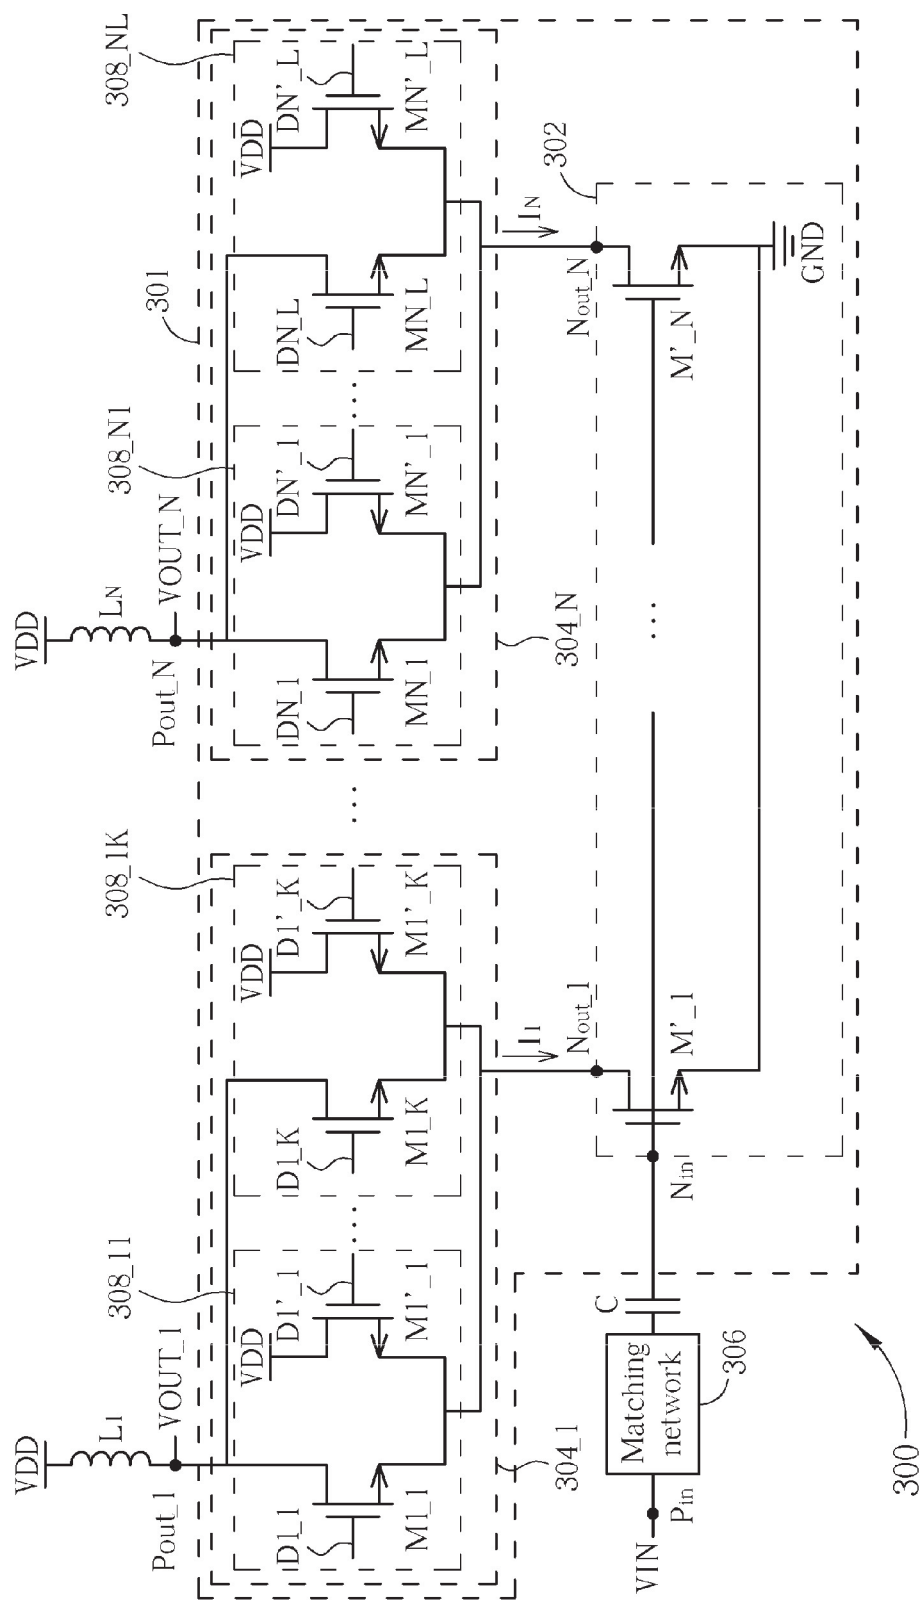 VDD
L1
Pout_1
VOUT_1
308_11
308_1K
VDD
LN
Pout_N
VOUT_N
308_N1
301
308_NL
D1_1
VDD
D1'_1
M1_1
M1'_1
...
D1_K
VDD
D1'_K
M1_K
M1'_K
...
DN_1
VDD
DN'_1
MN_1
MN'_1
...
DN_L
VDD
DN'_L
MN_L
MN'_L
304_1
I1
304_N
IN
Nout_1
Nout_N
302
VIN
Pin
Matching
network
306
C
Nin
M'_1
...
M'_N
GND
300